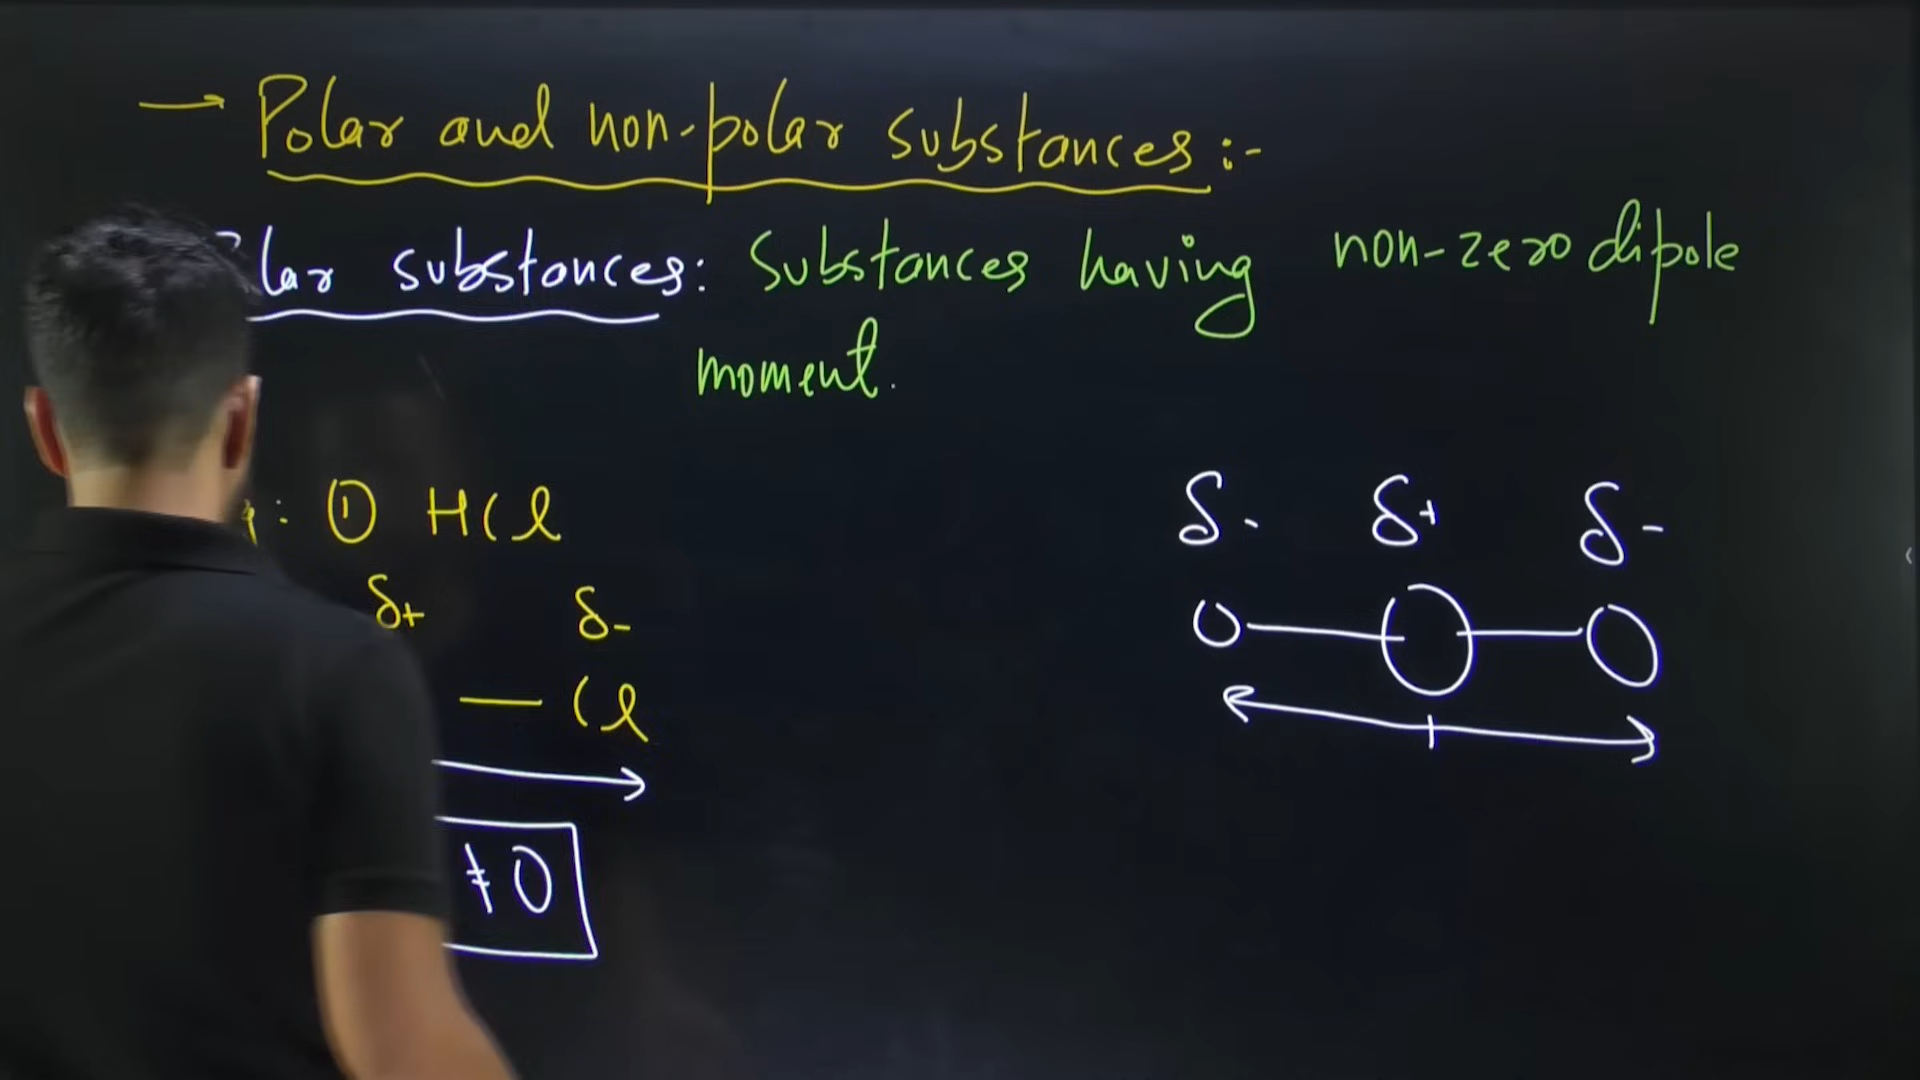 → Polar and non-polar substances :-
lar substances: Substances having non-zero dipole
moment.
: ① HCl
δ+ δ-
— Cl
≠ 0
δ- δ+ δ-